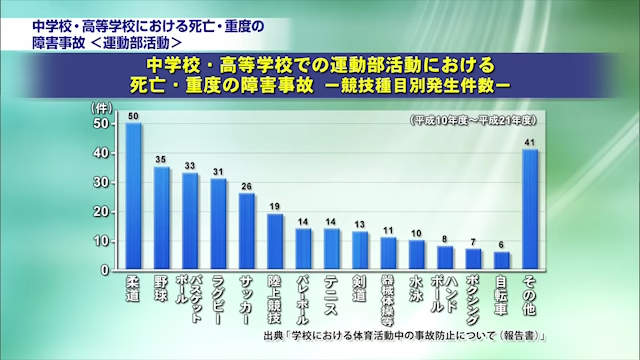 中学校・高等学校における死亡・重度の
障害事故 ＜運動部活動＞
中学校・高等学校での運動部活動における
死亡・重度の障害事故 ー競技種目別発生件数ー
(件)
(平成10年度～平成21年度)
50
40
30
20
10
0
50
35
33
31
26
19
14
14
13
11
10
8
7
6
41
柔道
野球
バスケット
ボール
ラグビー
サッカー
陸上競技
バレーボール
テニス
剣道
器械体操等
水泳
ハンド
ボール
ボクシング
自転車
その他
出典「学校における体育活動中の事故防止について（報告書）」